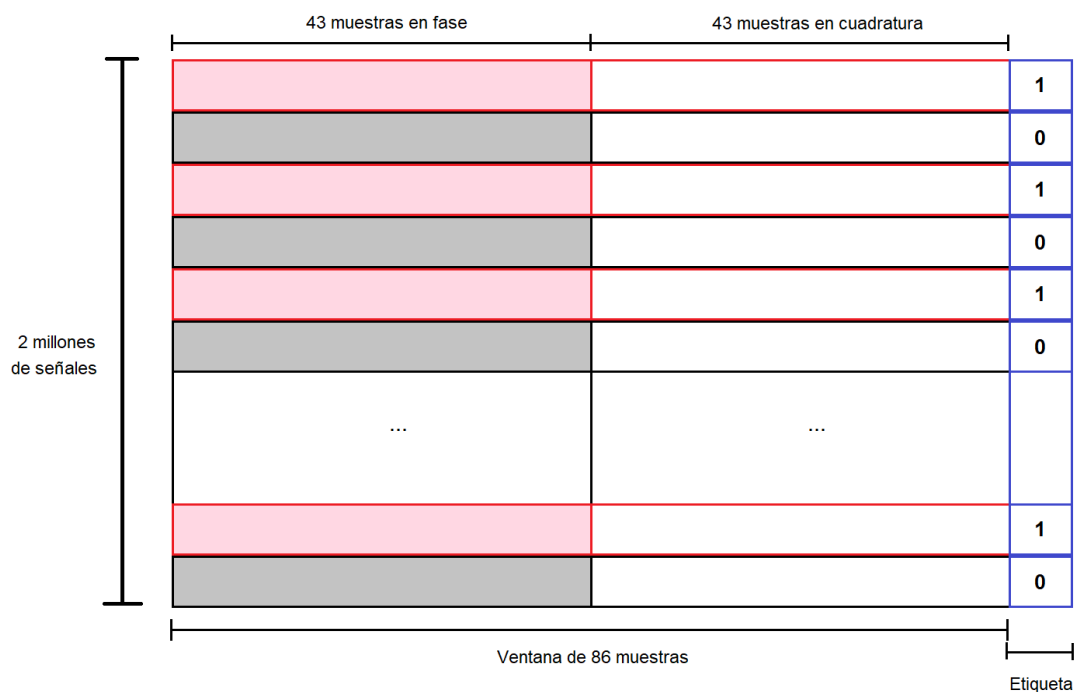 43 muestras en fase
43 muestras en cuadratura
1
0
1
0
1
0
2 millones
de señales
...
...
1
0
Ventana de 86 muestras
Etiqueta